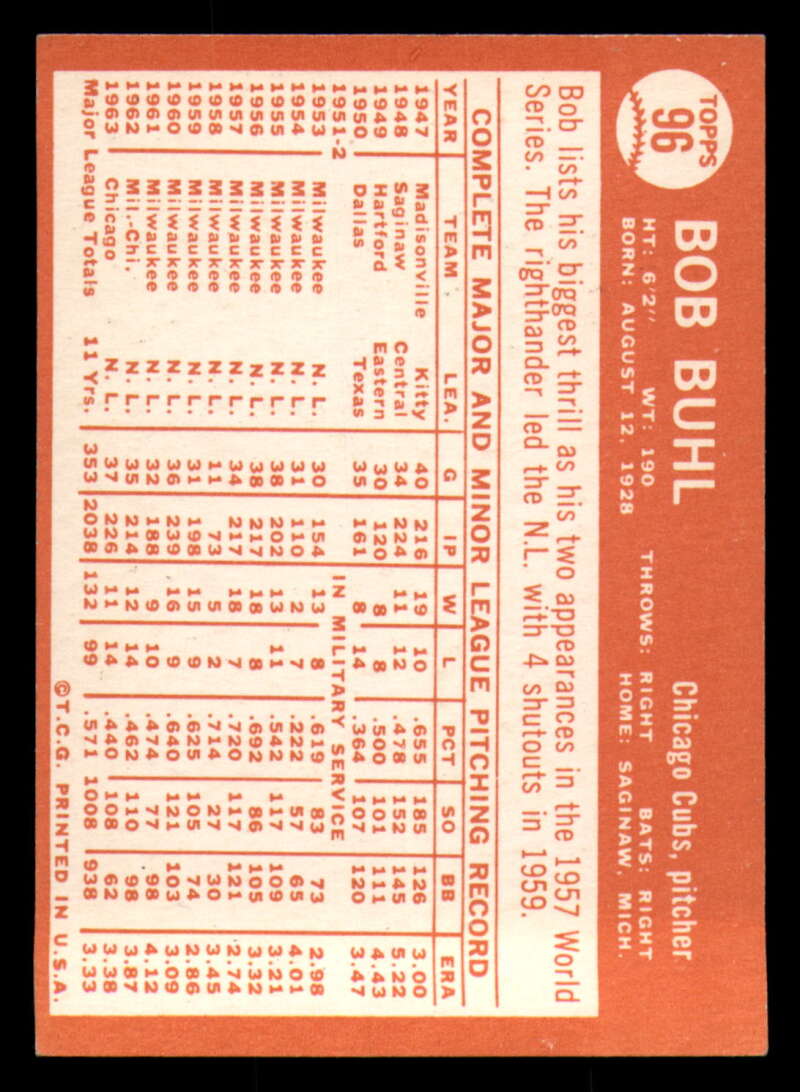 TOPPS
96
BOB BUHL
Chicago Cubs, pitcher
HT: 6'2" WT: 190 THROWS: RIGHT BATS: RIGHT
BORN: AUGUST 12, 1928 HOME: SAGINAW, MICH.
Bob lists his biggest thrill as his two appearances in the 1957 World
Series. The righthander led the N.L. with 4 shutouts in 1959.
COMPLETE MAJOR AND MINOR LEAGUE PITCHING RECORD
YEAR TEAM LEA. G IP W L PCT SO BB ERA
1947 Madisonville Kitty 40 216 19 10 .655 185 126 3.00
1948 Saginaw Central 34 224 11 12 .478 152 145 5.22
1949 Hartford Eastern 30 120 8 8 .500 101 111 4.43
1950 Dallas Texas 35 161 8 14 .364 107 120 3.47
1951-2 IN MILITARY SERVICE
1953 Milwaukee N. L. 30 154 13 8 .619 83 73 2.98
1954 Milwaukee N. L. 31 110 2 7 .222 57 65 4.01
1955 Milwaukee N. L. 38 202 13 11 .542 117 109 3.21
1956 Milwaukee N. L. 38 217 18 8 .692 86 105 3.32
1957 Milwaukee N. L. 34 217 18 7 .720 117 121 2.74
1958 Milwaukee N. L. 11 73 5 2 .714 27 30 3.45
1959 Milwaukee N. L. 31 198 15 9 .625 105 74 2.86
1960 Milwaukee N. L. 36 239 16 9 .640 121 103 3.09
1961 Milwaukee N. L. 32 188 9 10 .474 77 98 4.12
1962 Mil.-Chi. N. L. 35 214 12 14 .462 110 98 3.87
1963 Chicago N. L. 37 226 11 14 .440 108 62 3.38
Major League Totals 11 Yrs. 353 2038 132 99 .571 1008 938 3.33
©T.C.G. PRINTED IN U.S.A.